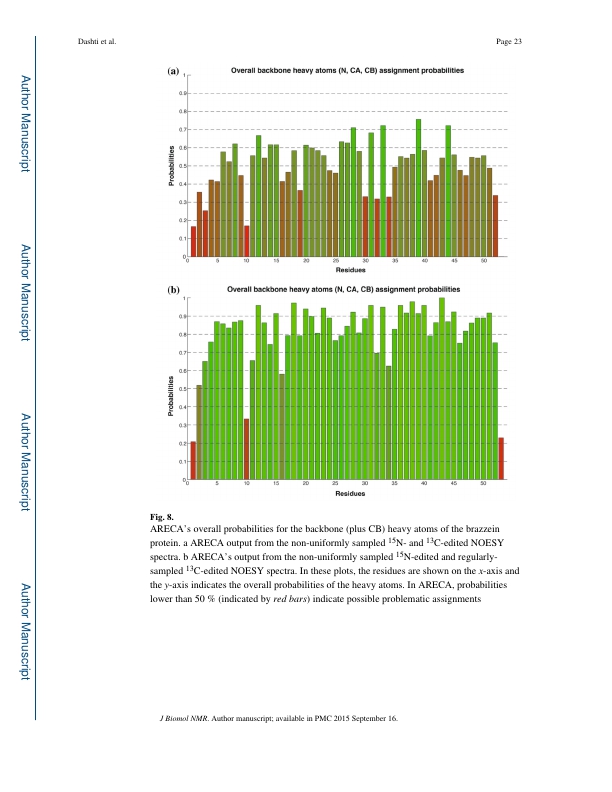 Dashti et al.
Page 23
Author Manuscript
Author Manuscript
Author Manuscript
Author Manuscript
(a)
Overall backbone heavy atoms (N, CA, CB) assignment probabilities
1
0.9
0.8
0.7
0.6
0.5
0.4
0.3
0.2
0.1
0
Probabilities
0 5 10 15 20 25 30 35 40 45 50
Residues
(b)
Overall backbone heavy atoms (N, CA, CB) assignment probabilities
1
0.9
0.8
0.7
0.6
0.5
0.4
0.3
0.2
0.1
0
Probabilities
0 5 10 15 20 25 30 35 40 45 50
Residues
Fig. 8.
ARECA's overall probabilities for the backbone (plus CB) heavy atoms of the brazzein
protein. a ARECA output from the non-uniformly sampled 15N- and 13C-edited NOESY
spectra. b ARECA's output from the non-uniformly sampled 15N-edited and regularly-
sampled 13C-edited NOESY spectra. In these plots, the residues are shown on the x-axis and
the y-axis indicates the overall probabilities of the heavy atoms. In ARECA, probabilities
lower than 50 % (indicated by red bars) indicate possible problematic assignments
J Biomol NMR. Author manuscript; available in PMC 2015 September 16.